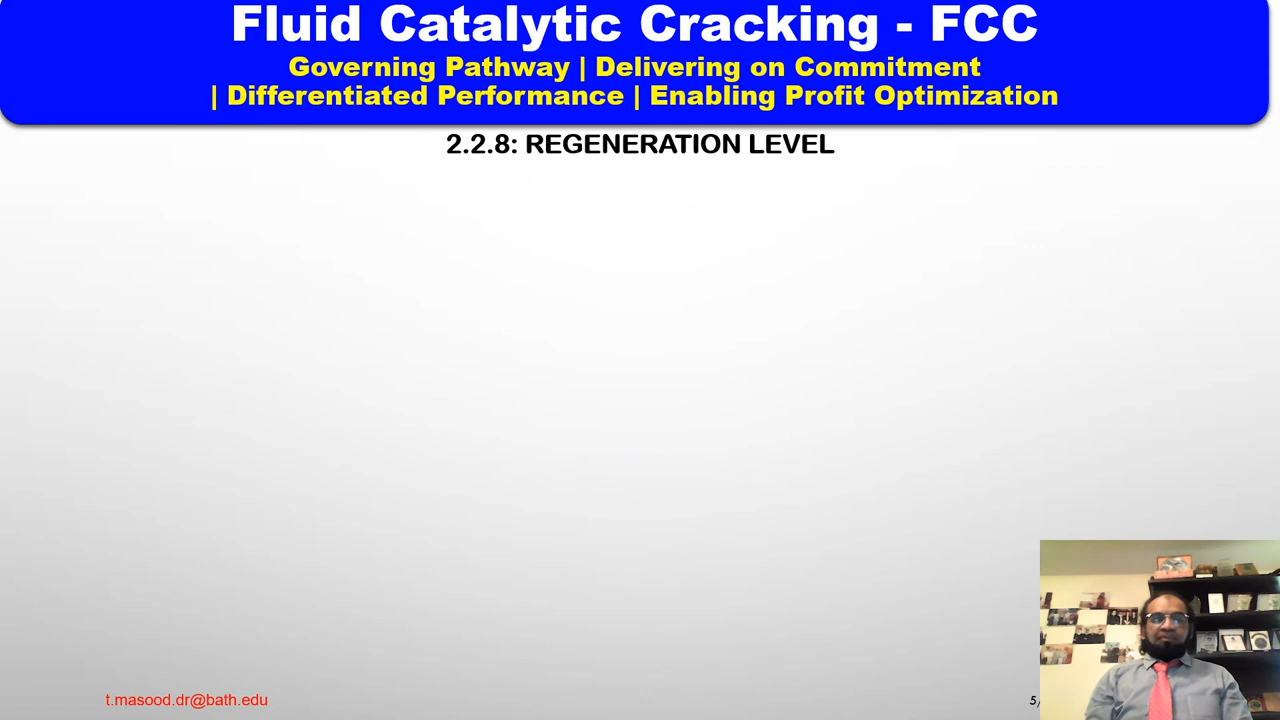 Fluid Catalytic Cracking - FCC
Governing Pathway | Delivering on Commitment
| Differentiated Performance | Enabling Profit Optimization
2.2.8: REGENERATION LEVEL
t.masood.dr@bath.edu
5/